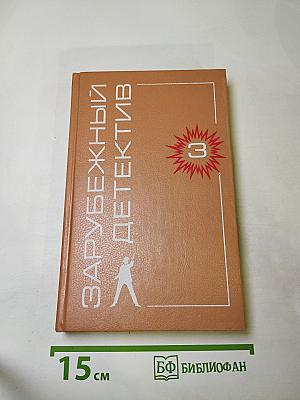 ЗАРУБЕЖНЫЙ
ДЕТЕКТИВ
3
15 см
БФ БИБЛИОФАН